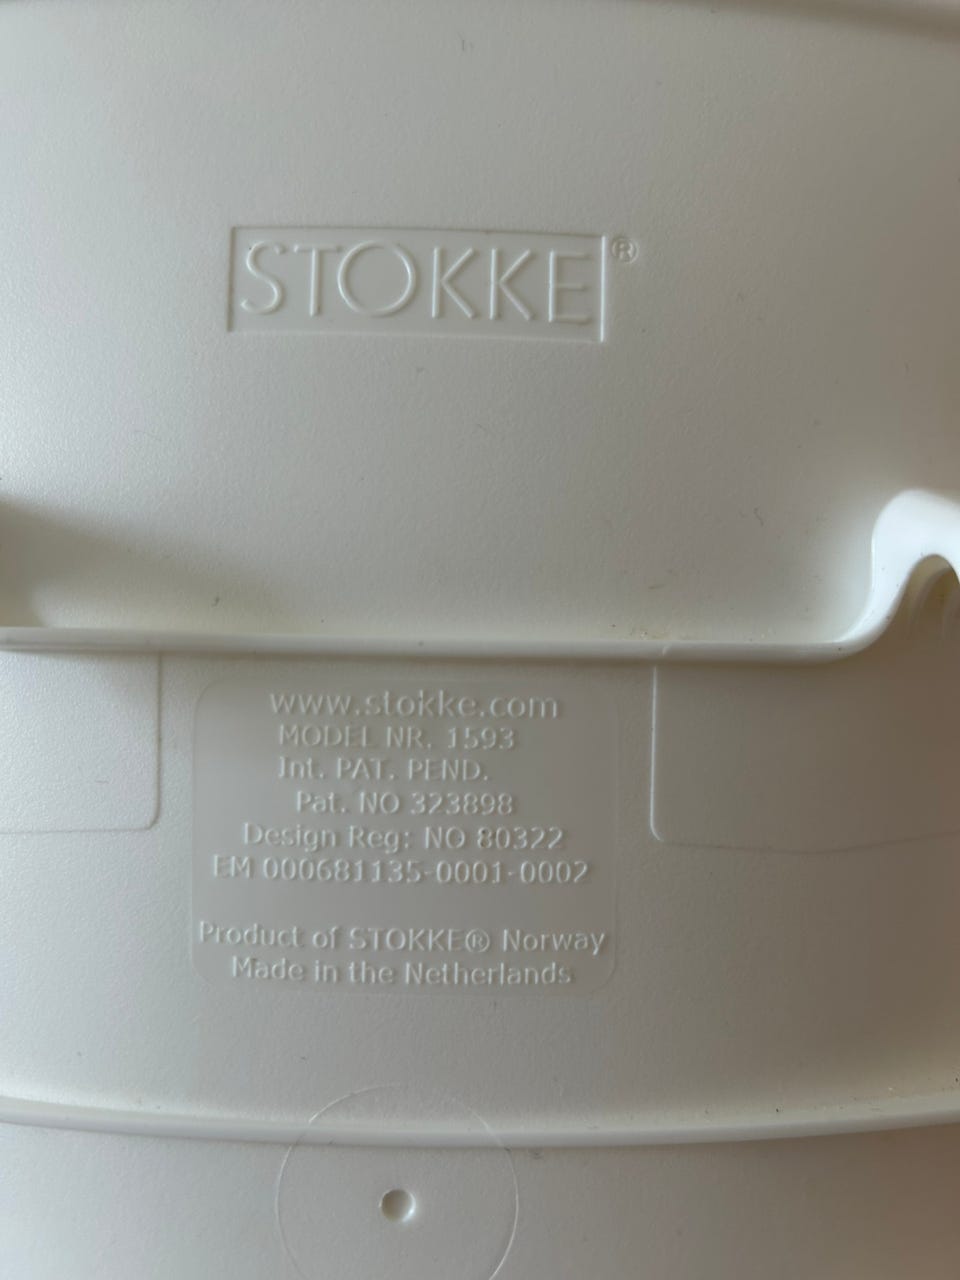 STOKKE®
www.stokke.com
MODEL NR. 1593
Int. PAT. PEND.
Pat. NO 323898
Design Reg: NO 80322
EM 000681135-0001-0002
Product of STOKKE® Norway
Made in the Netherlands